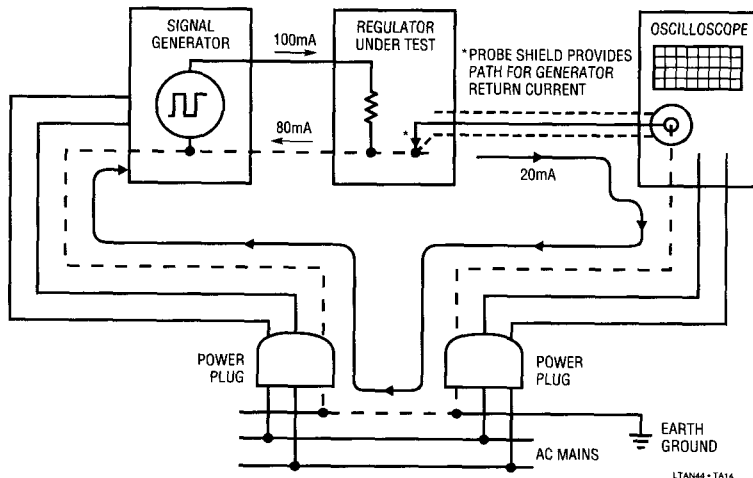 SIGNAL
GENERATOR
100mA
80mA
REGULATOR
UNDER TEST
*PROBE SHIELD PROVIDES
PATH FOR GENERATOR
RETURN CURRENT
*
OSCILLOSCOPE
20mA
POWER
PLUG
POWER
PLUG
EARTH
GROUND
AC MAINS
LTAN44 • TA14